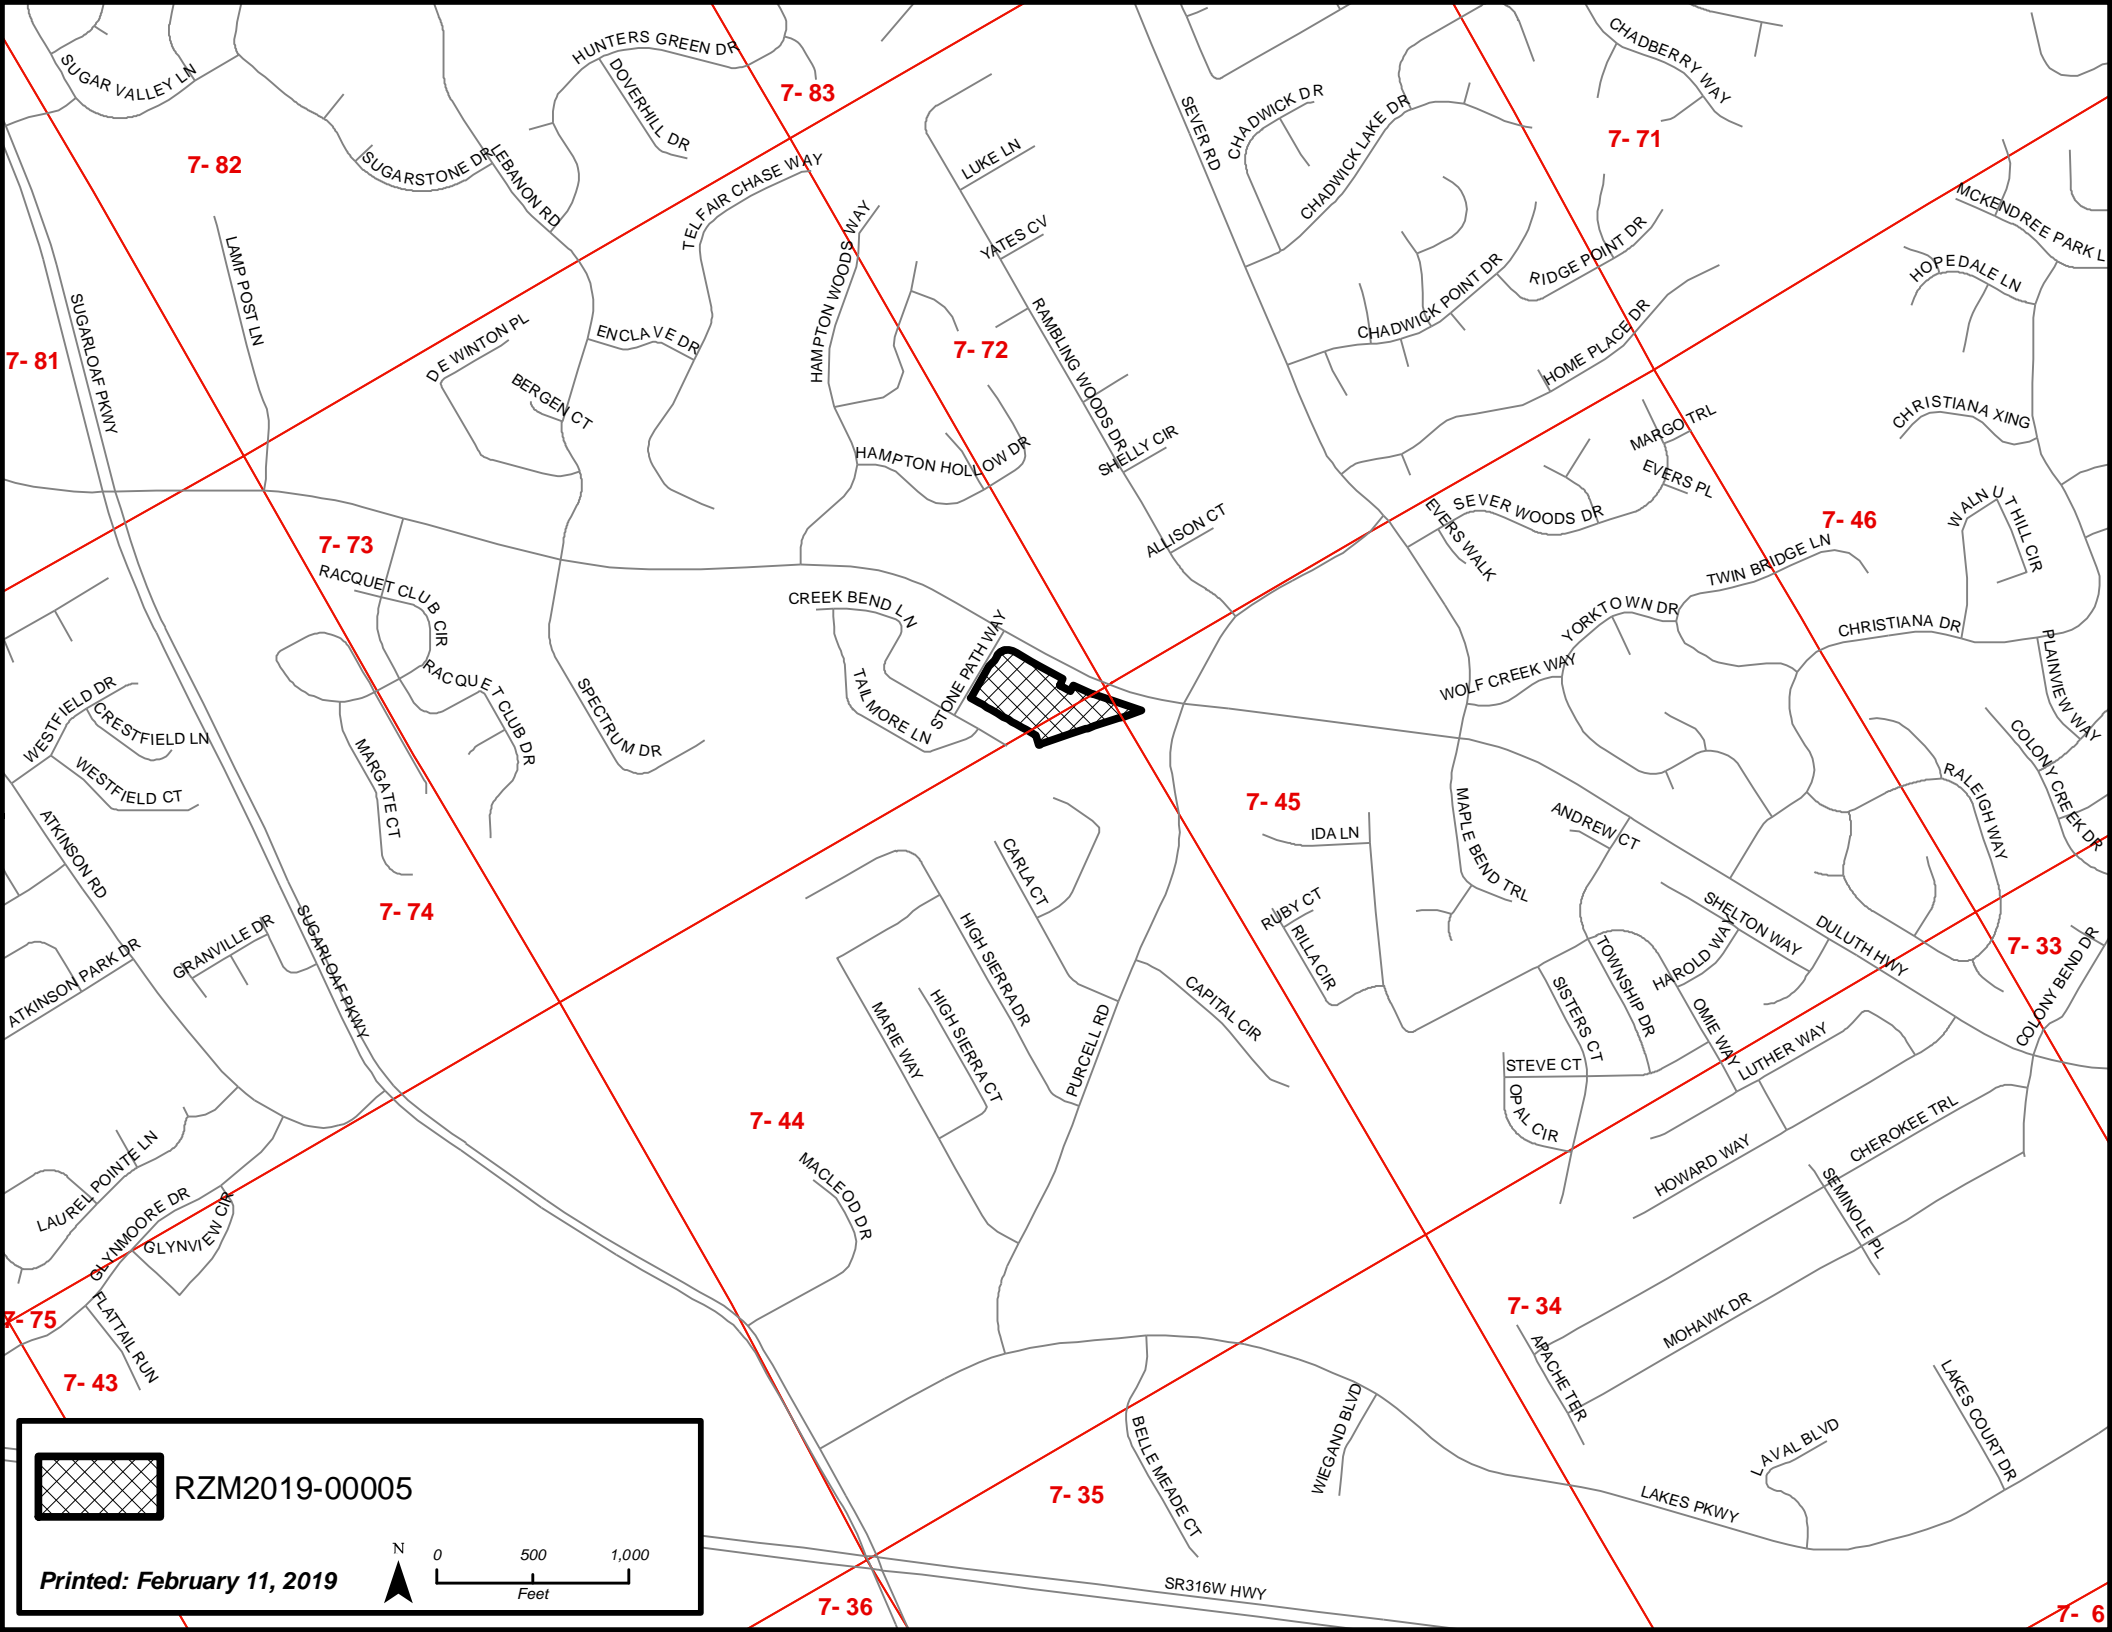 HUNTERS GREEN DR
CHADBERRY WAY
SUGAR VALLEY LN
DOVERHILL DR
7- 83
SEVER RD
CHADWICK DR
CHADWICK LAKE DR
7- 71
7- 82
SUGARSTONE DR
LEBANON RD
TELFAIR CHASE WAY
LUKE LN
MCKENDREE PARK L
LAMP POST LN
HAMPTON WOODS WAY
YATES CV
CHADWICK POINT DR
RIDGE POINT DR
HOPEDALE LN
SUGARLOAF PKWY
7- 81
DE WINTON PL
ENCLAVE DR
RAMBLING WOODS DR
7- 72
HOME PLACE DR
BERGEN CT
HAMPTON HOLLOW DR
SHELLY CIR
MARGO TRL
CHRISTIANA XING
EVERS PL
SEVER WOODS DR
EVERS WALK
WALNUT HILL CIR
7- 73
ALLISON CT
7- 46
RACQUET CLUB CIR
CREEK BEND LN
STONE PATH WAY
TWIN BRIDGE LN
YORKTOWN DR
CHRISTIANA DR
PLAINVIEW WAY
WESTFIELD DR
CRESTFIELD LN
WESTFIELD CT
RACQUET CLUB DR
SPECTRUM DR
TAILMORE LN
WOLF CREEK WAY
COLONY CREEK DR
MARGATE CT
7- 45
IDA LN
MAPLE BEND TRL
ANDREW CT
RALEIGH WAY
ATKINSON RD
CARLA CT
RUBY CT
RILLA CIR
SHELTON WAY
DULUTH HWY
7- 74
SUGARLOAF PKWY
GRANVILLE DR
ATKINSON PARK DR
HIGH SIERRA DR
HAROLD WAY
7- 33
COLONY BEND DR
MARIE WAY
HIGH SIERRA CT
PURCELL RD
CAPITAL CIR
SISTERS CT
TOWNSHIP DR
OMIE WAY
LUTHER WAY
STEVE CT
OPAL CIR
7- 44
LAUREL POINTE LN
MACLEOD DR
HOWARD WAY
CHEROKEE TRL
SEMINOLE PL
GLYNMOORE DR
GLYNVIEW CIR
FLATTAIL RUN
7- 75
7- 34
MOHAWK DR
APACHE TER
7- 43
WIEGAND BLVD
BELLE MEADE CT
LAKES COURT DR
LAVAL BLVD
7- 35
LAKES PKWY
SR316W HWY
7- 36
7- 6
RZM2019-00005
N
0 500 1,000
Feet
Printed: February 11, 2019